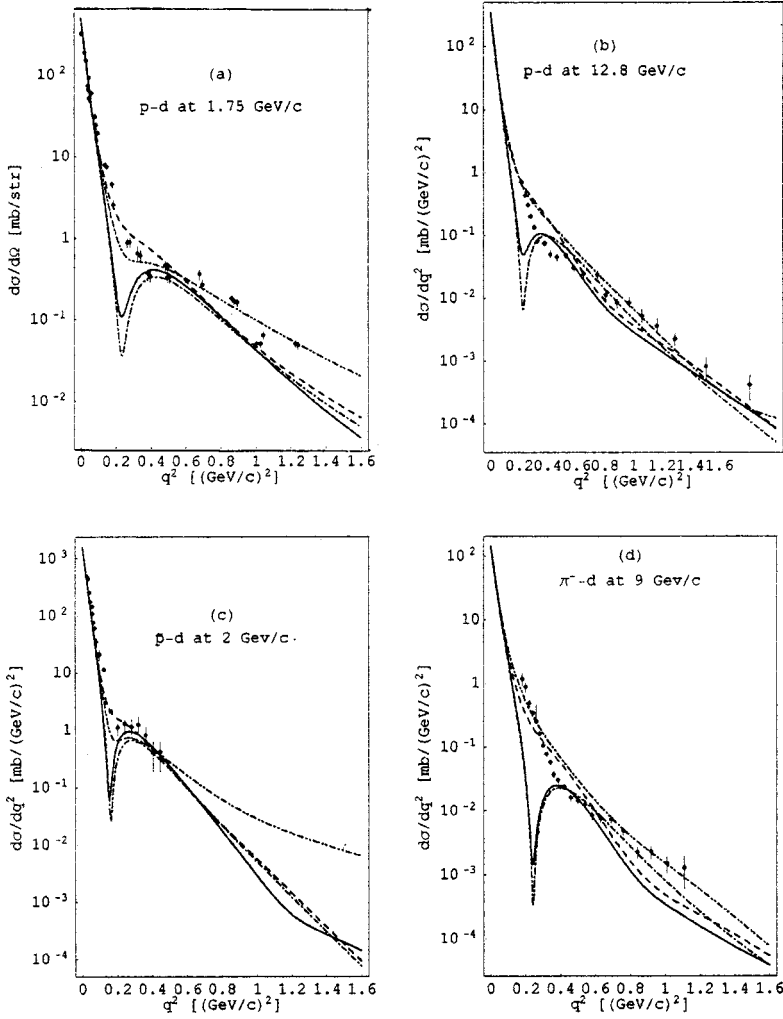 (a)
p-d at 1.75 GeV/c
dσ/dΩ [mb/str]
10²
10
1
10⁻¹
10⁻²
0 0.2 0.4 0.6 0.8 1 1.2 1.4 1.6
q² [(GeV/c)²]
(b)
p-d at 12.8 GeV/c
dσ/dq² [mb/(GeV/c)²]
10²
10
1
10⁻¹
10⁻²
10⁻³
10⁻⁴
0 0.20.40.60.8 1 1.21.41.6
q² [(GeV/c)²]
(c)
p̄-d at 2 Gev/c.
dσ/dq² [mb/(GeV/c)²]
10³
10²
10
1
10⁻¹
10⁻²
10⁻³
10⁻⁴
0 0.2 0.4 0.6 0.8 1 1.2 1.4 1.6
q² [(GeV/c)²]
(d)
π⁻-d at 9 Gev/c
dσ/dq² [mb/(GeV/c)²]
10²
10
1
10⁻¹
10⁻²
10⁻³
10⁻⁴
0 0.2 0.4 0.6 0.8 1 1.2 1.4 1.6
q² [(GeV/c)²]